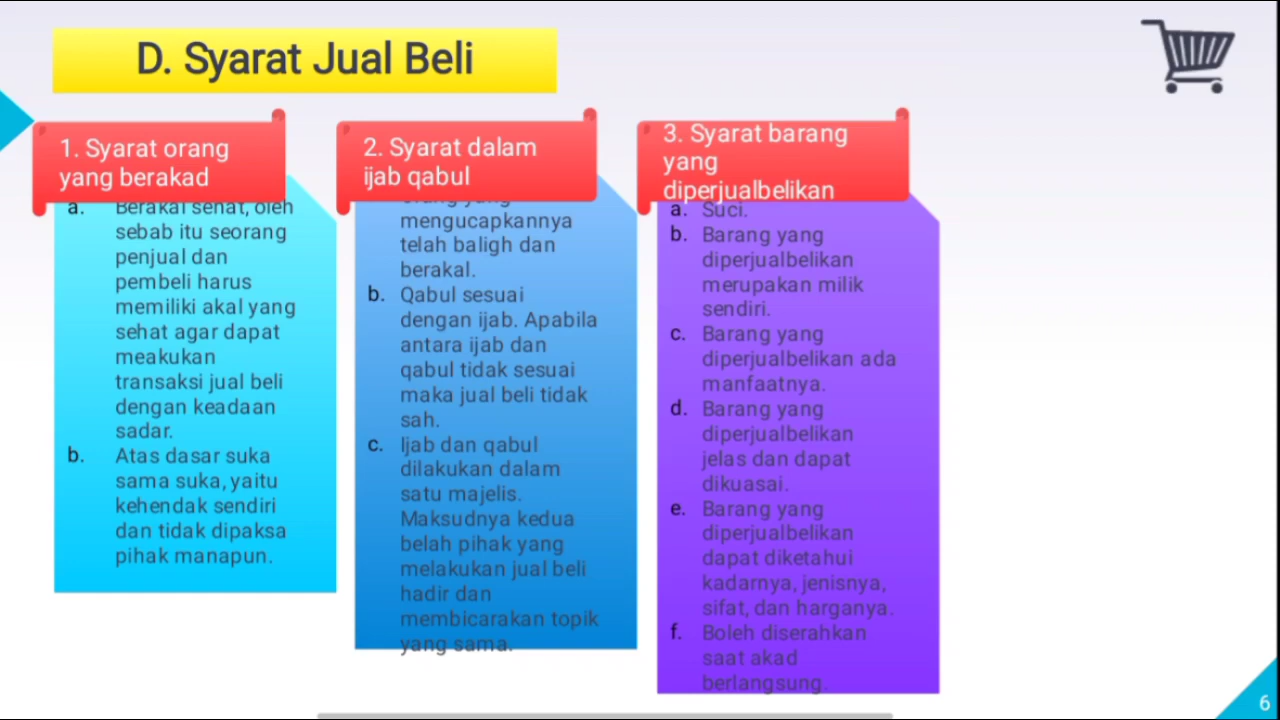 D. Syarat Jual Beli
1. Syarat orang
yang berakad
a. Berakal sehat, oleh
sebab itu seorang
penjual dan
pembeli harus
memiliki akal yang
sehat agar dapat
meakukan
transaksi jual beli
dengan keadaan
sadar.
b. Atas dasar suka
sama suka, yaitu
kehendak sendiri
dan tidak dipaksa
pihak manapun.
2. Syarat dalam
ijab qabul
orang yang
mengucapkannya
telah baligh dan
berakal.
b. Qabul sesuai
dengan ijab. Apabila
antara ijab dan
qabul tidak sesuai
maka jual beli tidak
sah.
c. Ijab dan qabul
dilakukan dalam
satu majelis.
Maksudnya kedua
belah pihak yang
melakukan jual beli
hadir dan
membicarakan topik
yang sama.
3. Syarat barang
yang
diperjualbelikan
a. Suci.
b. Barang yang
diperjualbelikan
merupakan milik
sendiri.
c. Barang yang
diperjualbelikan ada
manfaatnya.
d. Barang yang
diperjualbelikan
jelas dan dapat
dikuasai.
e. Barang yang
diperjualbelikan
dapat diketahui
kadarnya, jenisnya,
sifat, dan harganya.
f. Boleh diserahkan
saat akad
berlangsung.
6